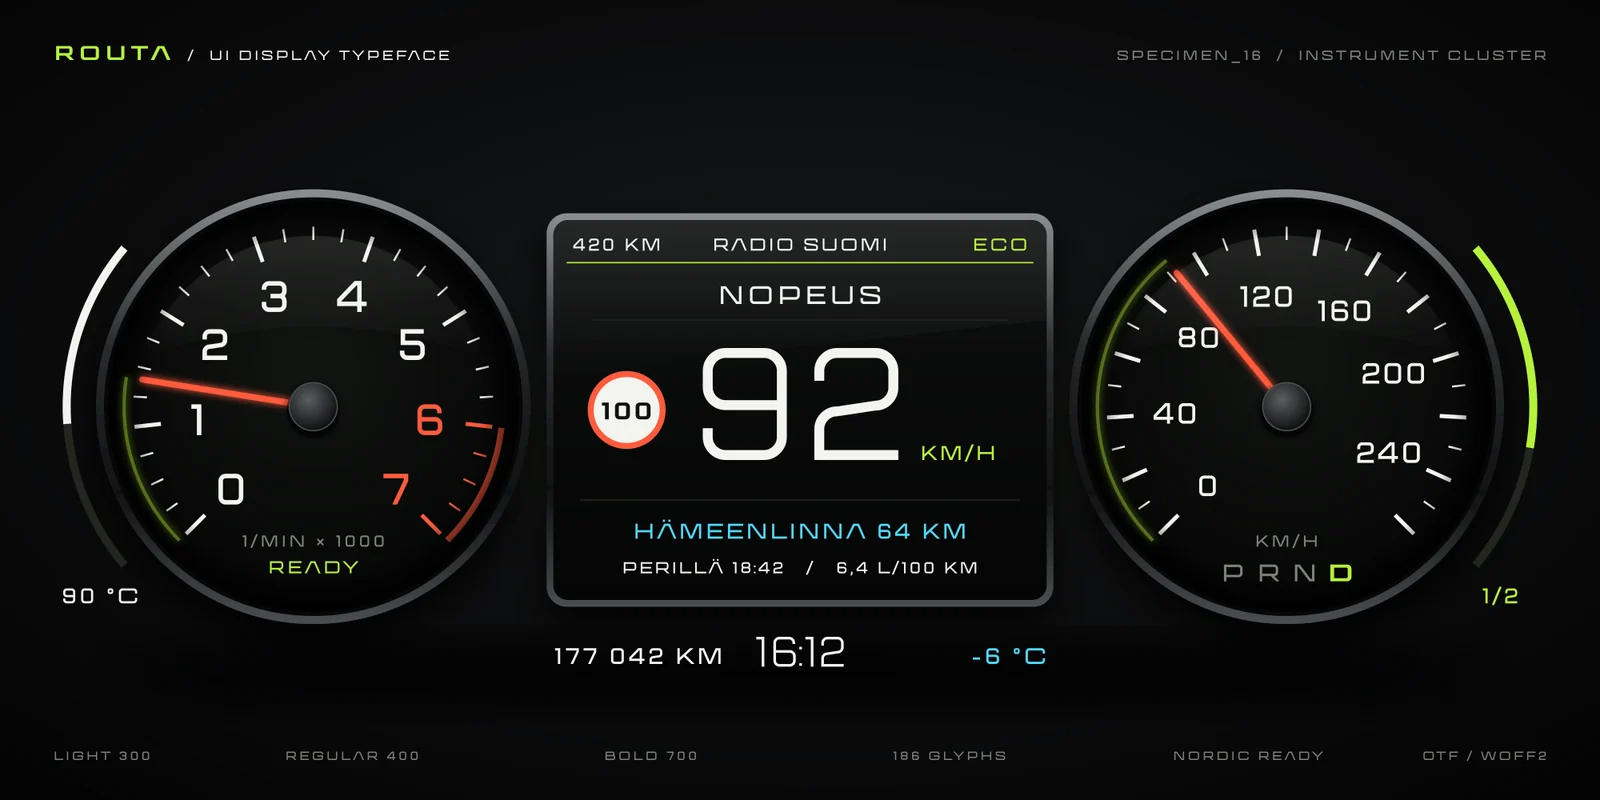 ROUTA / UI DISPLAY TYPEFACE
SPECIMEN_16 / INSTRUMENT CLUSTER
0
1
2
3
4
5
6
7
1/MIN × 1000
READY
90 °C
420 KM RADIO SUOMI ECO
NOPEUS
100
92 KM/H
HÄMEENLINNA 64 KM
PERILLÄ 18:42 / 6,4 L/100 KM
177 042 KM 16:12 -6 °C
0
40
80
120
160
200
240
KM/H
P R N D
1/2
LIGHT 300
REGULAR 400
BOLD 700
186 GLYPHS
NORDIC READY
OTF / WOFF2